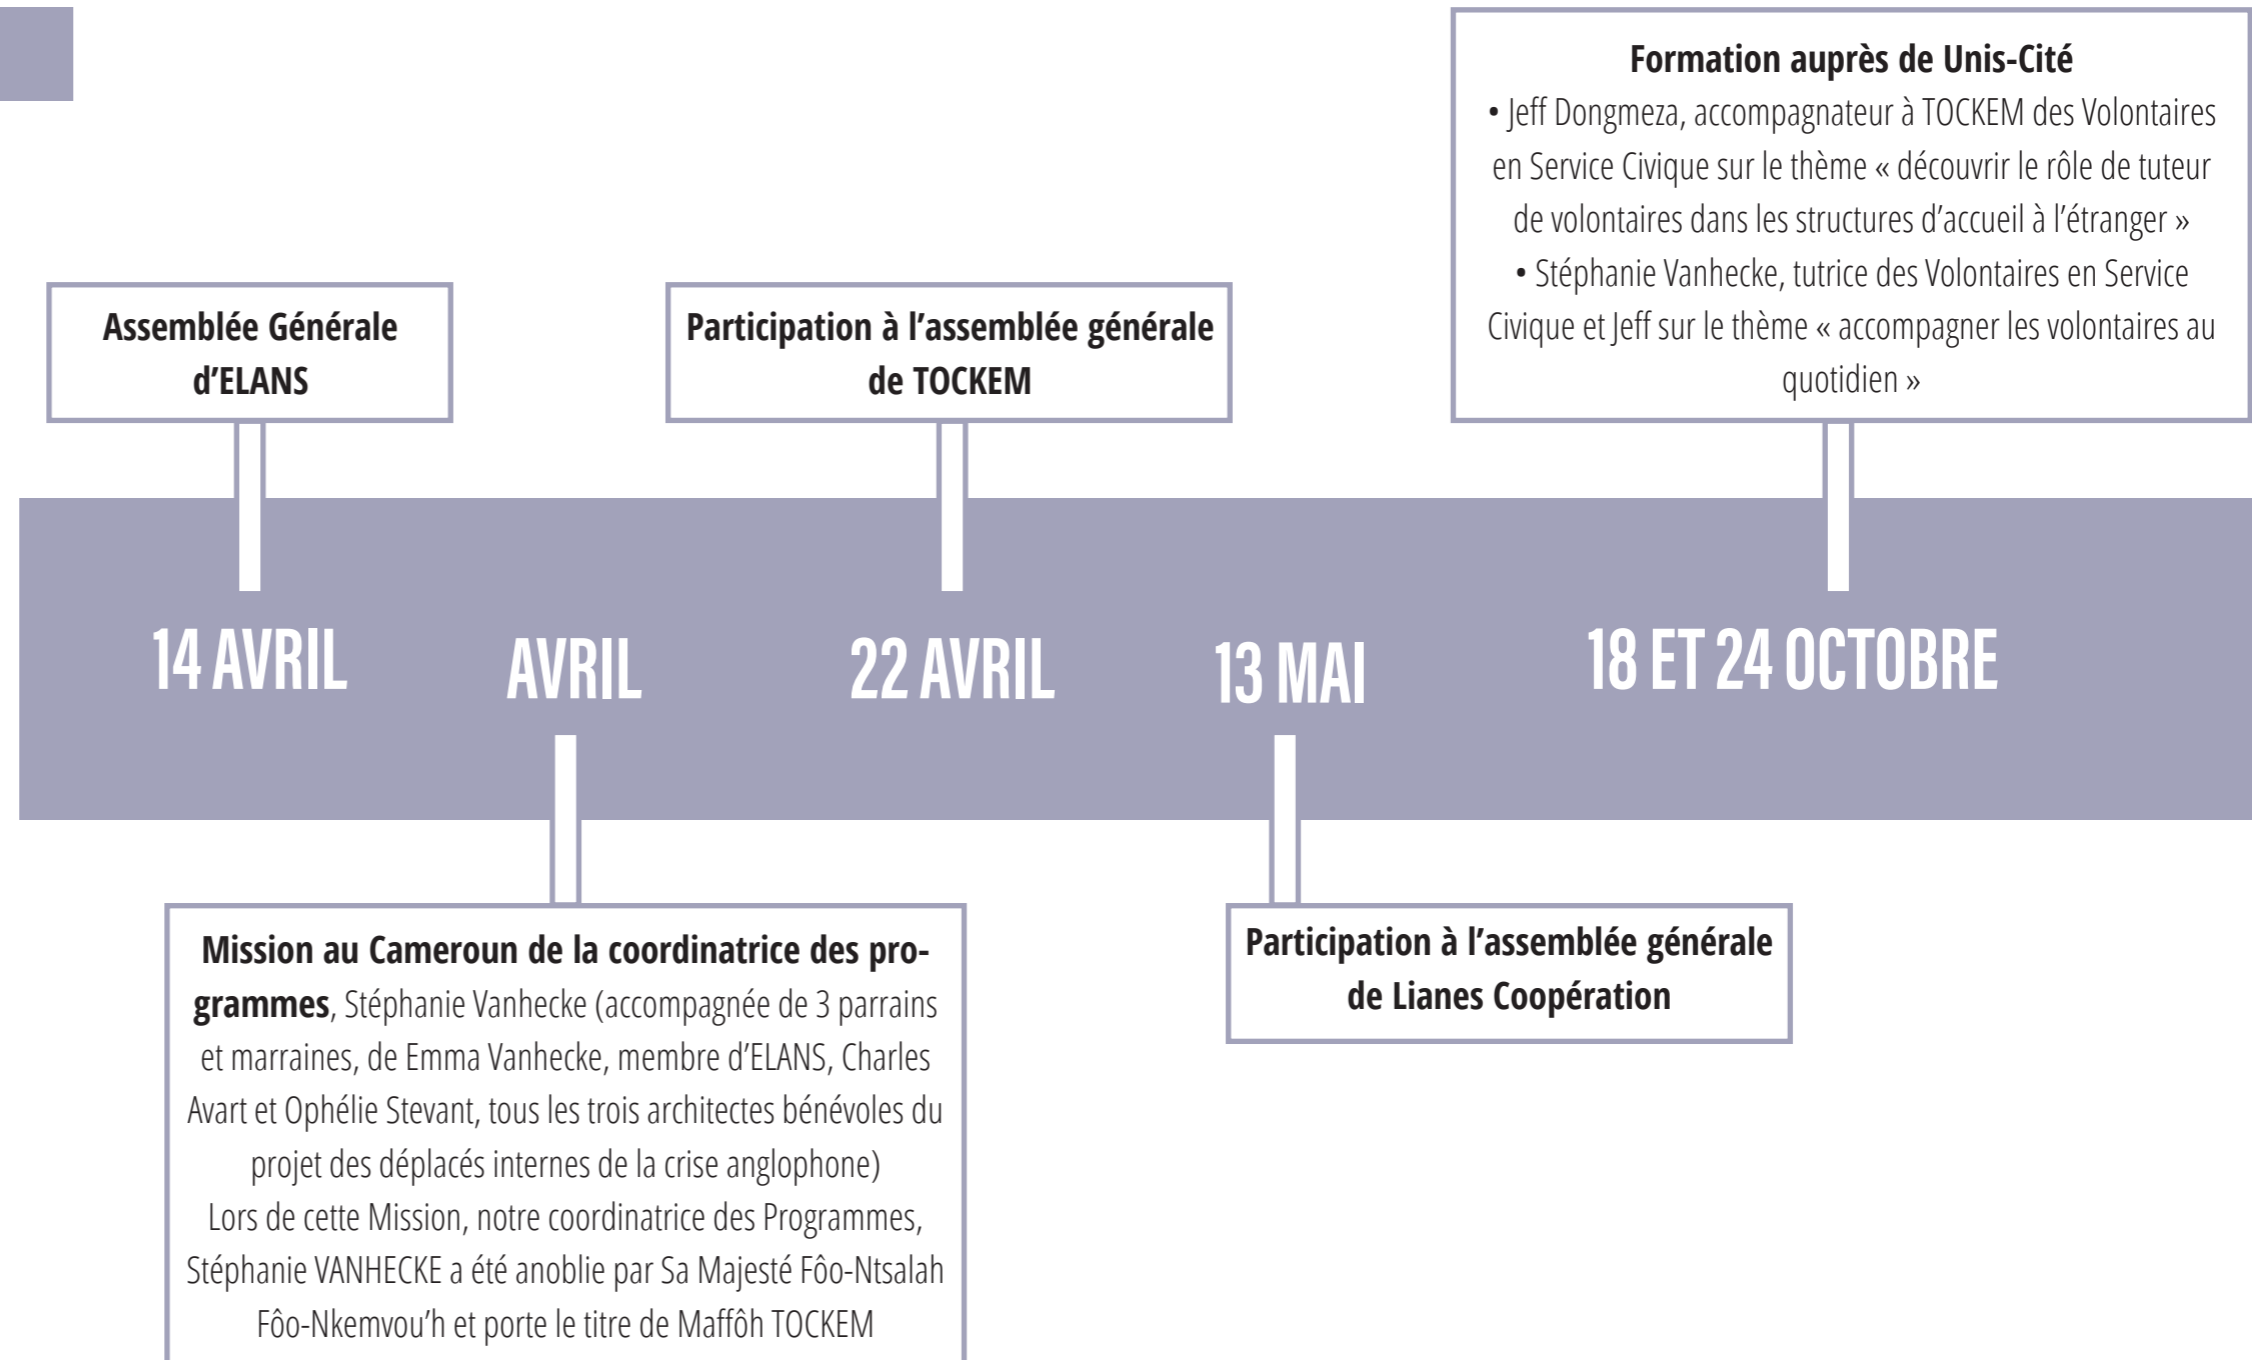 Formation auprès de Unis-Cité
• Jeff Dongmeza, accompagnateur à TOCKEM des Volontaires
en Service Civique sur le thème « découvrir le rôle de tuteur
de volontaires dans les structures d’accueil à l’étranger »
• Stéphanie Vanhecke, tutrice des Volontaires en Service
Civique et Jeff sur le thème « accompagner les volontaires au
quotidien »
Assemblée Générale
d’ELANS
Participation à l’assemblée générale
de TOCKEM
14 AVRIL
AVRIL
22 AVRIL
13 MAI
18 ET 24 OCTOBRE
Mission au Cameroun de la coordinatrice des pro-
grammes, Stéphanie Vanhecke (accompagnée de 3 parrains
et marraines, de Emma Vanhecke, membre d’ELANS, Charles
Avart et Ophélie Stevant, tous les trois architectes bénévoles du
projet des déplacés internes de la crise anglophone)
Lors de cette Mission, notre coordinatrice des Programmes,
Stéphanie VANHECKE a été anoblie par Sa Majesté Fôo-Ntsalah
Fôo-Nkemvou’h et porte le titre de Maffôh TOCKEM
Participation à l’assemblée générale
de Lianes Coopération